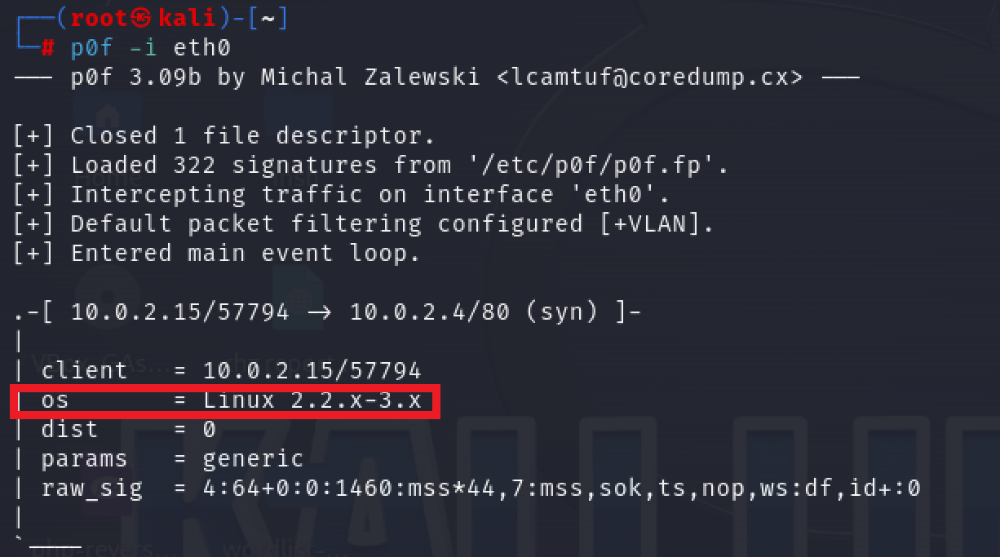 ┌──(root㉿kali)-[~]
└─# p0f -i eth0
─── p0f 3.09b by Michal Zalewski <lcamtuf@coredump.cx> ───
[+] Closed 1 file descriptor.
[+] Loaded 322 signatures from '/etc/p0f/p0f.fp'.
[+] Intercepting traffic on interface 'eth0'.
[+] Default packet filtering configured [+VLAN].
[+] Entered main event loop.
.-[ 10.0.2.15/57794 → 10.0.2.4/80 (syn) ]-
|
| client   = 10.0.2.15/57794
| os       = Linux 2.2.x-3.x
| dist     = 0
| params   = generic
| raw_sig  = 4:64+0:0:1460:mss*44,7:mss,sok,ts,nop,ws:df,id+:0
|
`────